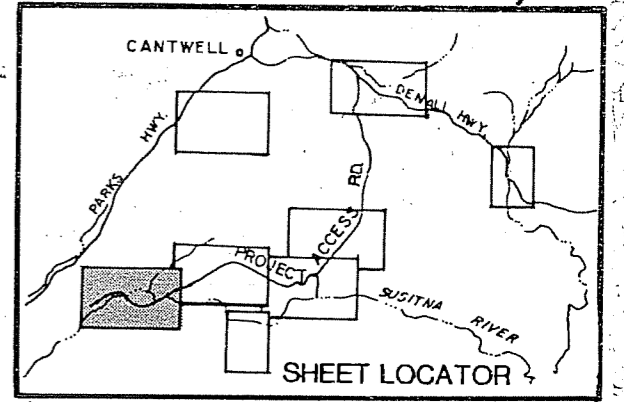 CANTWELL
PARKS HWY.
DENALI HWY.
PROJECT ACCESS RD.
SUSITNA RIVER
SHEET LOCATOR